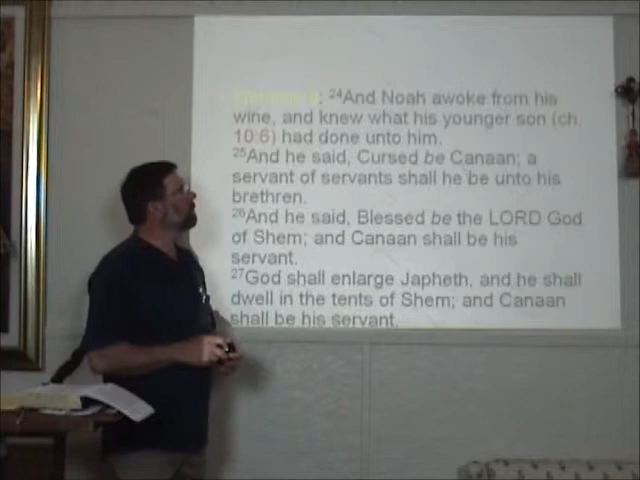 : ²⁴And Noah awoke from his
wine, and knew what his younger son (ch.
10:6) had done unto him.
²⁵And he said, Cursed be Canaan; a
servant of servants shall he be unto his
brethren.
²⁶And he said, Blessed be the LORD God
of Shem; and Canaan shall be his
servant.
²⁷God shall enlarge Japheth, and he shall
dwell in the tents of Shem; and Canaan
shall be his servant.